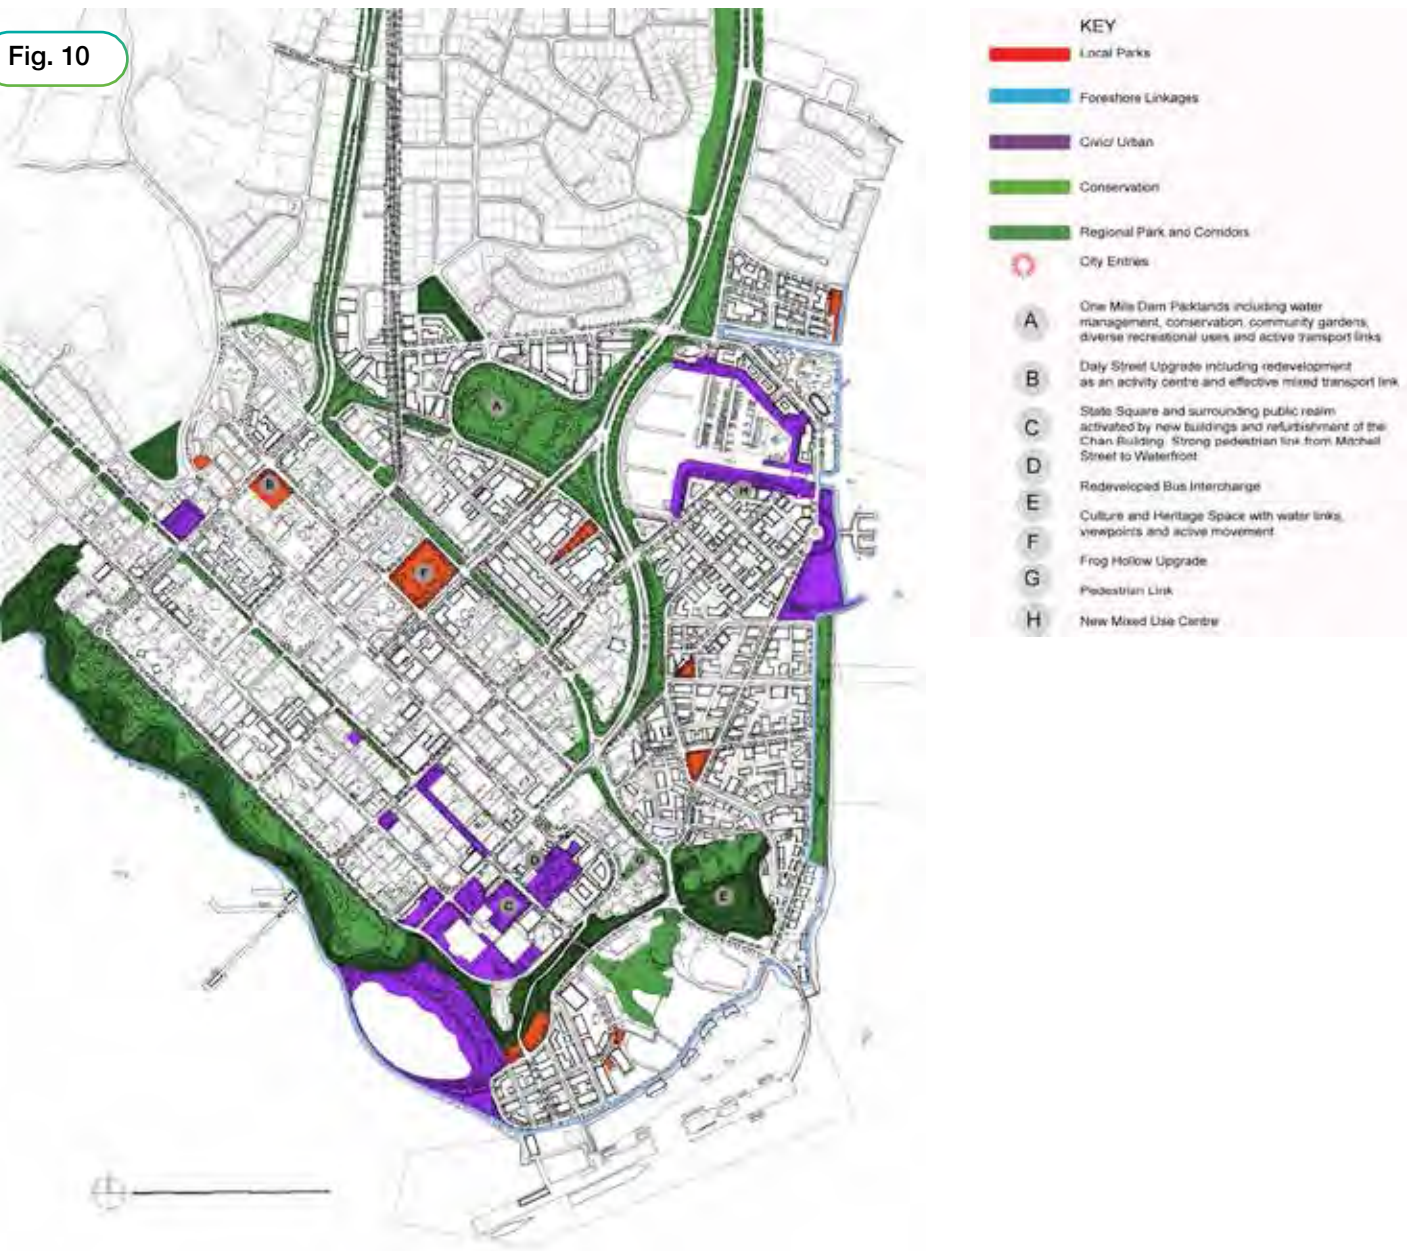 Fig. 10
KEY
Local Parks
Foreshore Linkages
Civic/ Urban
Conservation
Regional Park and Corridors
City Entries
A
One Mile Dam Parklands including water
management, conservation, community gardens,
diverse recreational uses and active transport links
B
Daly Street Upgrade including redevelopment
as an activity centre and effective mixed transport link
C
State Square and surrounding public realm
activated by new buildings and refurbishment of the
Chan Building. Strong pedestrian link from Mitchell
Street to Waterfront
D
Redeveloped Bus Interchange
E
Culture and Heritage Space with water links,
viewpoints and active movement
F
Frog Hollow Upgrade
G
Pedestrian Link
H
New Mixed Use Centre
A
B
F
H
D
G
C
E